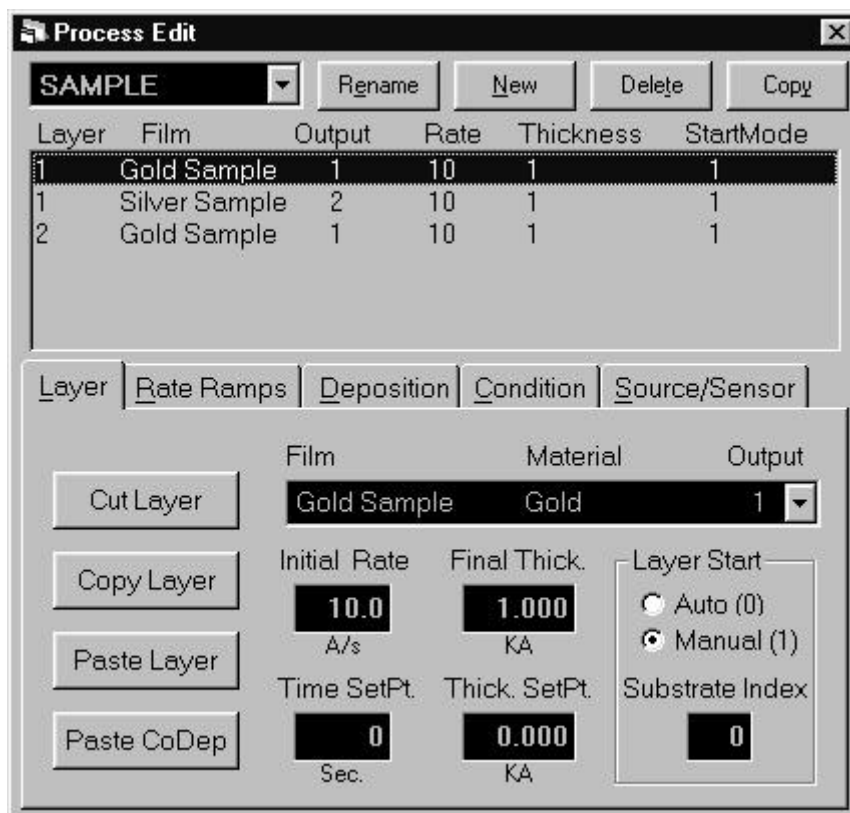 Process Edit
SAMPLE Rename New Delete Copy
Layer Film Output Rate Thickness StartMode
1 Gold Sample 1 10 1 1
1 Silver Sample 2 10 1 1
2 Gold Sample 1 10 1 1
Layer Rate Ramps Deposition Condition Source/Sensor
Film Material Output
Cut Layer Gold Sample Gold 1
Initial Rate Final Thick. Layer Start
Copy Layer 10.0 1.000 Auto (0)
A/s KA Manual (1)
Paste Layer
Time SetPt. Thick. SetPt. Substrate Index
Paste CoDep 0 0.000 0
Sec. KA